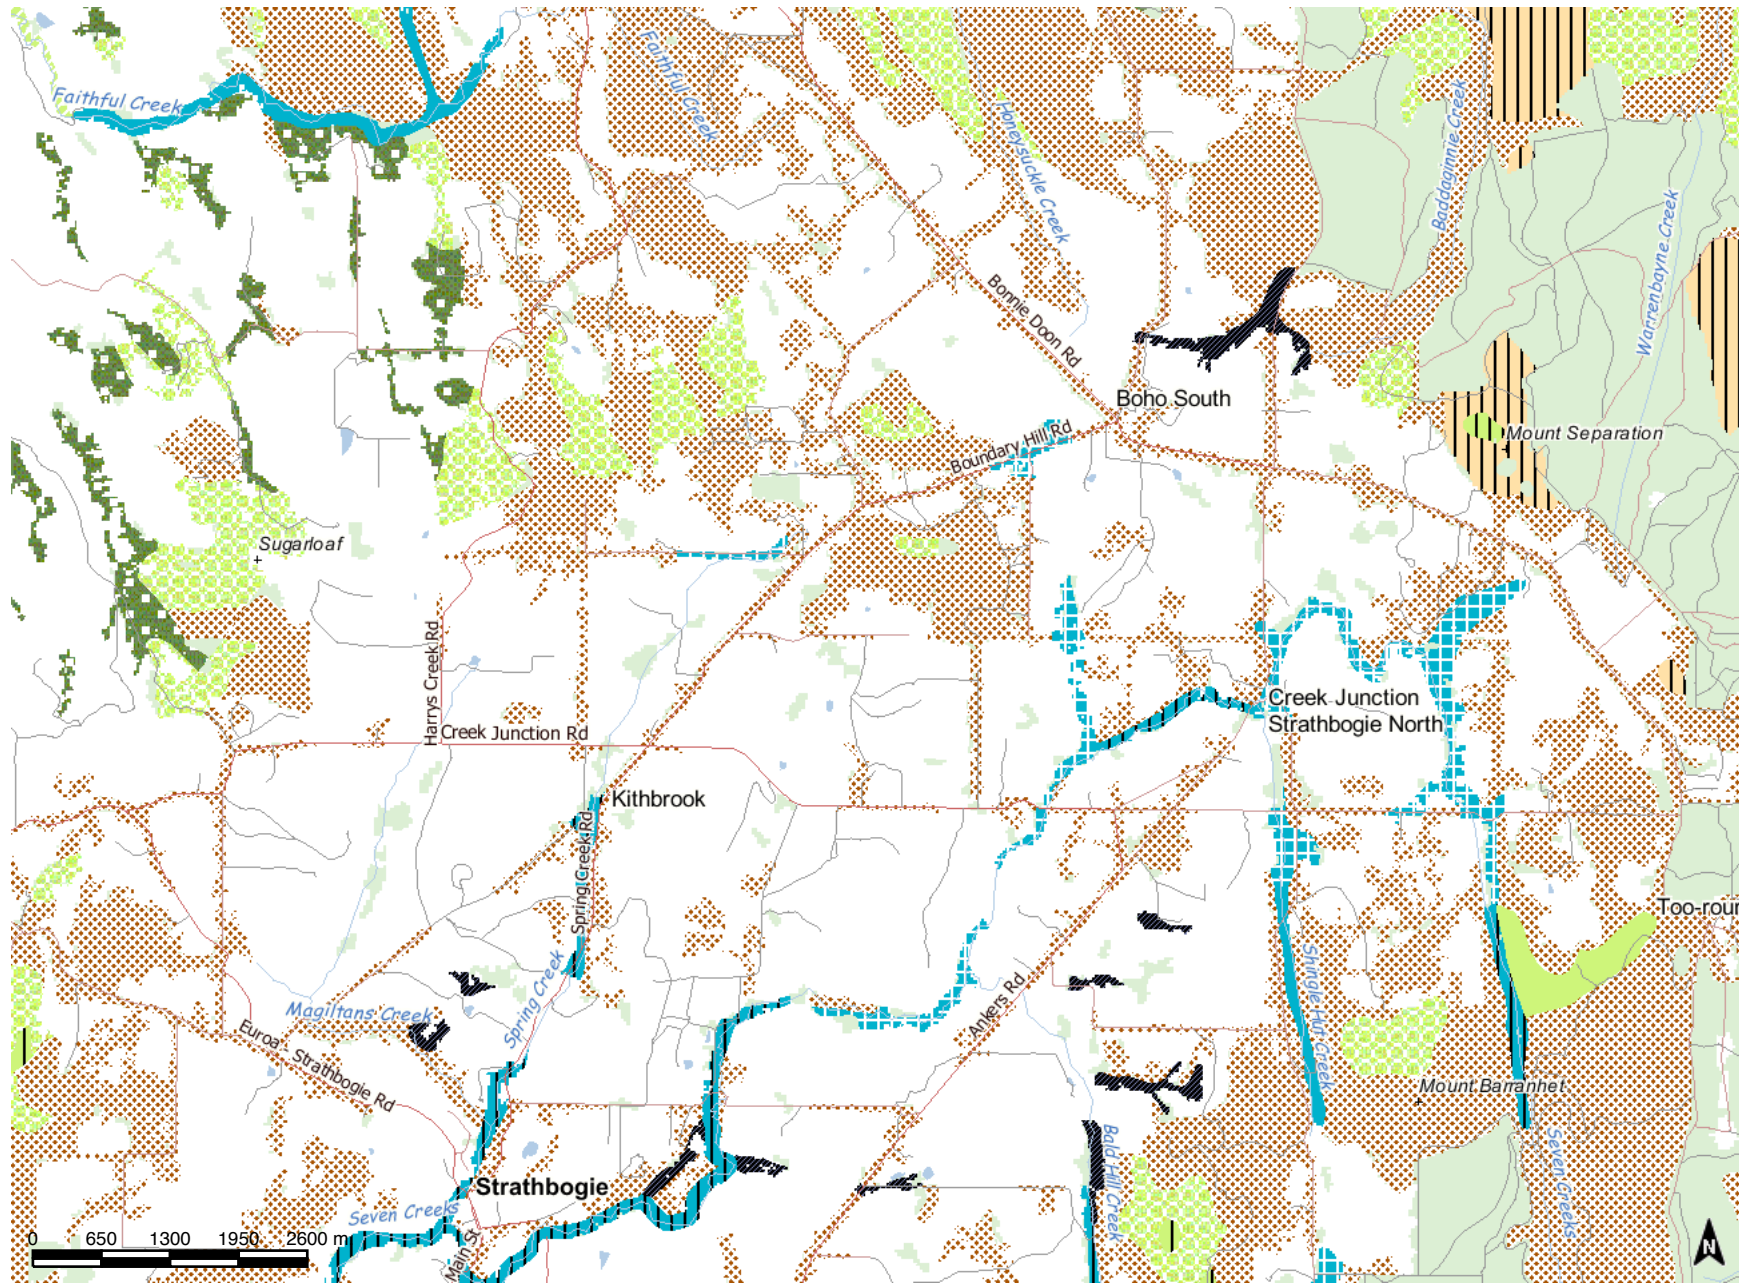 Faithful Creek
Faithful Creek
Honeysuckle Creek
Baddaginnie Creek
Warrenbayne Creek
Bonnie Doon Rd
Boho South
Boundary Hill Rd
Mount Separation
Sugarloaf
Harrys Creek Rd
Creek Junction Rd
Creek Junction
Strathbogie North
Kithbrook
Spring Creek Rd
Too-rour
Spring Creek
Magiltans Creek
Ankers Rd
Shingle Hut Creek
Euroa - Strathbogie Rd
Mount Barranhet
Bald Hill Creek
Seven Creeks
Strathbogie
Seven Creeks
Main St
0 650 1300 1950 2600 m
N